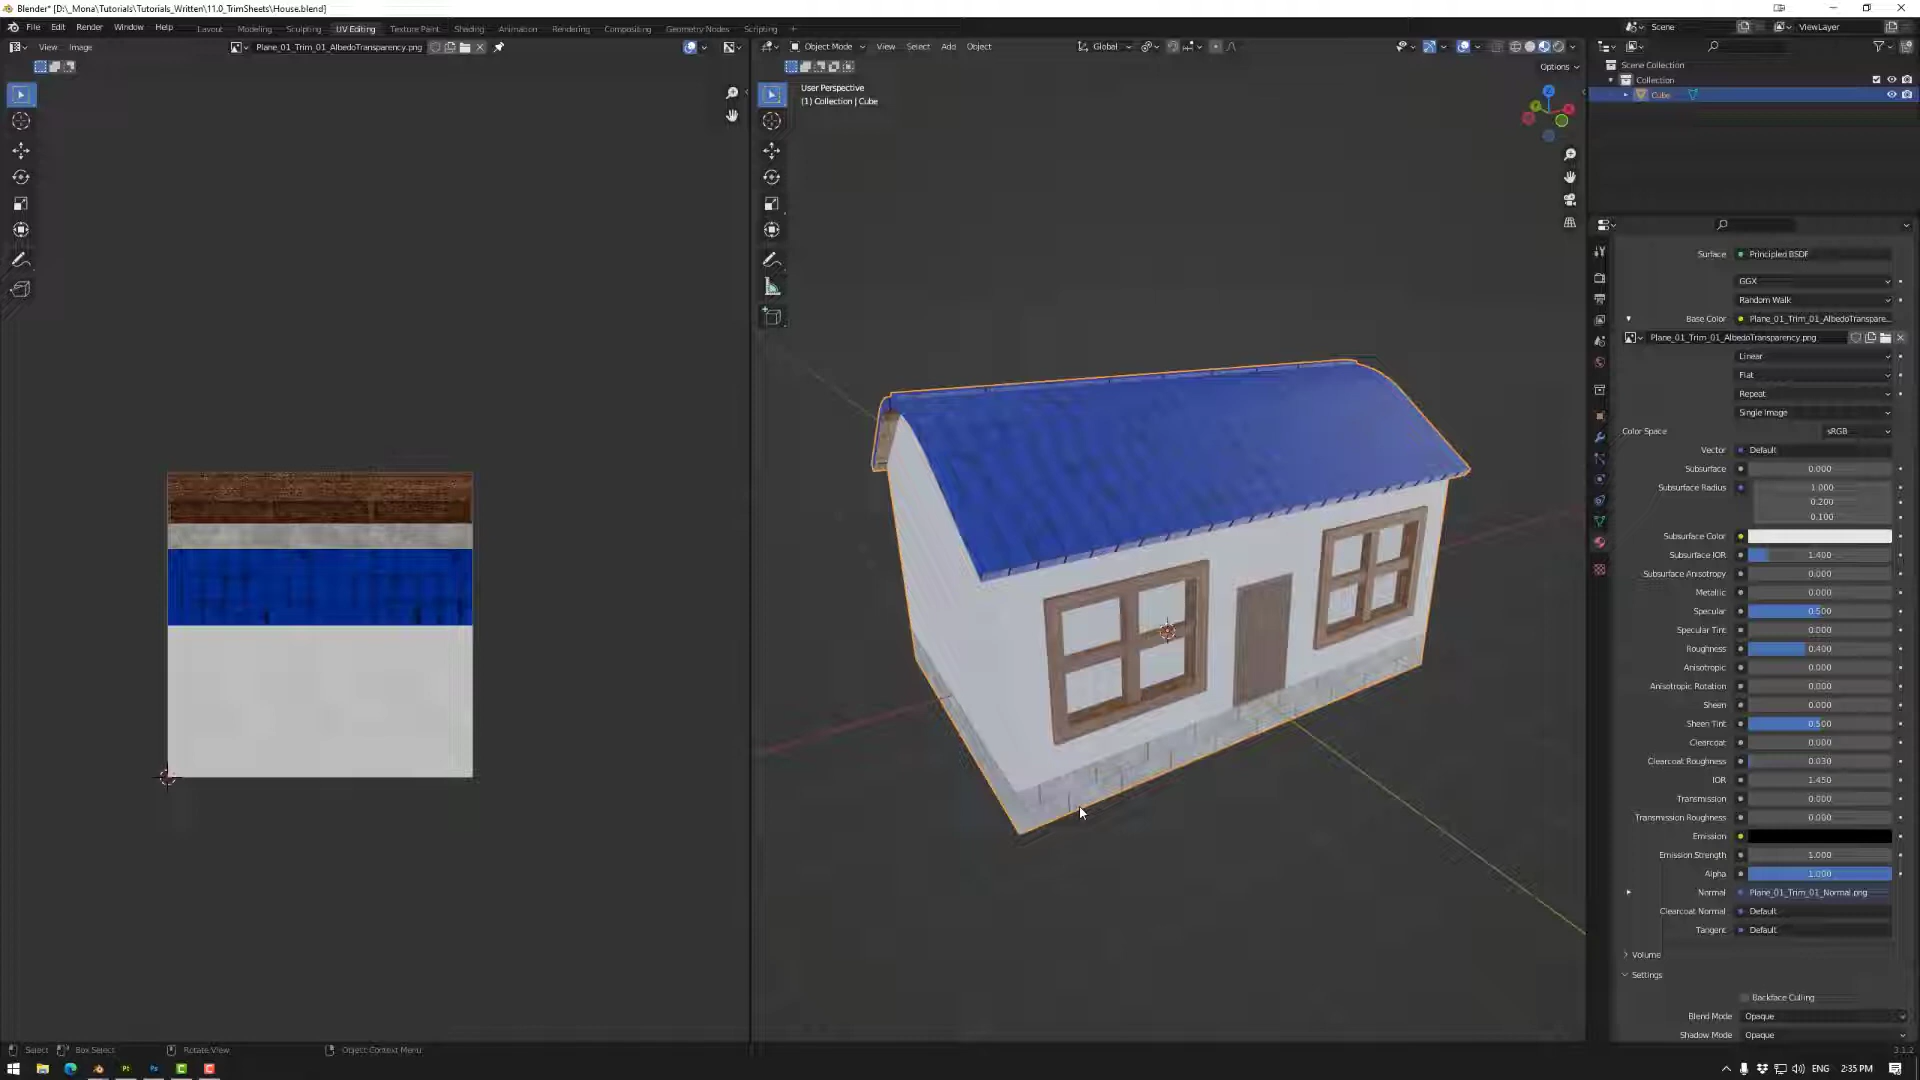 Blender* [D:\_Mona\Tutorials\Tutorials_Written\11.0_TrimSheets\House.blend]
File Edit Render Window Help Layout Modeling Sculpting UV Editing Texture Paint Shading Animation Rendering Compositing Geometry Nodes Scripting + Scene ViewLayer
View Image Plane_01_Trim_01_AlbedoTransparency.png Object Mode View Select Add Object Global
Options
User Perspective
(1) Collection | Cube
Scene Collection
Collection
Cube
Surface Principled BSDF
GGX
Random Walk
Base Color Plane_01_Trim_01_AlbedoTranspare...
Plane_01_Trim_01_AlbedoTransparency.png
Linear
Flat
Repeat
Single Image
Color Space sRGB
Vector Default
Subsurface 0.000
Subsurface Radius 1.000
0.200
0.100
Subsurface Color
Subsurface IOR 1.400
Subsurface Anisotropy 0.000
Metallic 0.000
Specular 0.500
Specular Tint 0.000
Roughness 0.400
Anisotropic 0.000
Anisotropic Rotation 0.000
Sheen 0.000
Sheen Tint 0.500
Clearcoat 0.000
Clearcoat Roughness 0.030
IOR 1.450
Transmission 0.000
Transmission Roughness 0.000
Emission
Emission Strength 1.000
Alpha 1.000
Normal Plane_01_Trim_01_Normal.png
Clearcoat Normal Default
Tangent Default
Volume
Settings
Backface Culling
Blend Mode Opaque
Shadow Mode Opaque
Select Box Select Rotate View Object Context Menu 3.1.2
Pt Ps C C ENG 2:35 PM